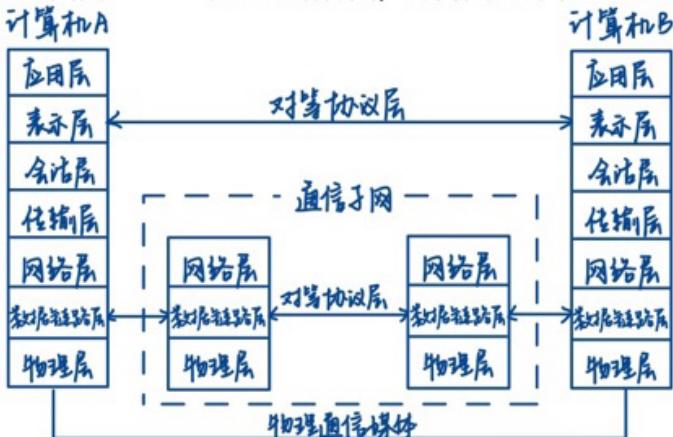 计算机A
计算机B
应用层
表示层
会话层
传输层
网络层
数据链路层
物理层
对等协议层
通信子网
网络层
数据链路层
物理层
对等协议层
网络层
数据链路层
物理层
应用层
表示层
会话层
传输层
网络层
数据链路层
物理层
物理通信媒体